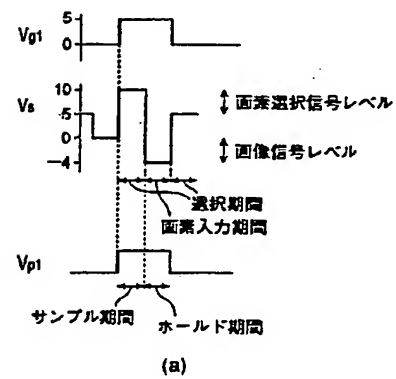 Vg1
5
0
Vs
10
5
0
-4
画素選択信号レベル
画像信号レベル
選択期間
画素入力期間
Vp1
サンプル期間
ホールド期間
(a)